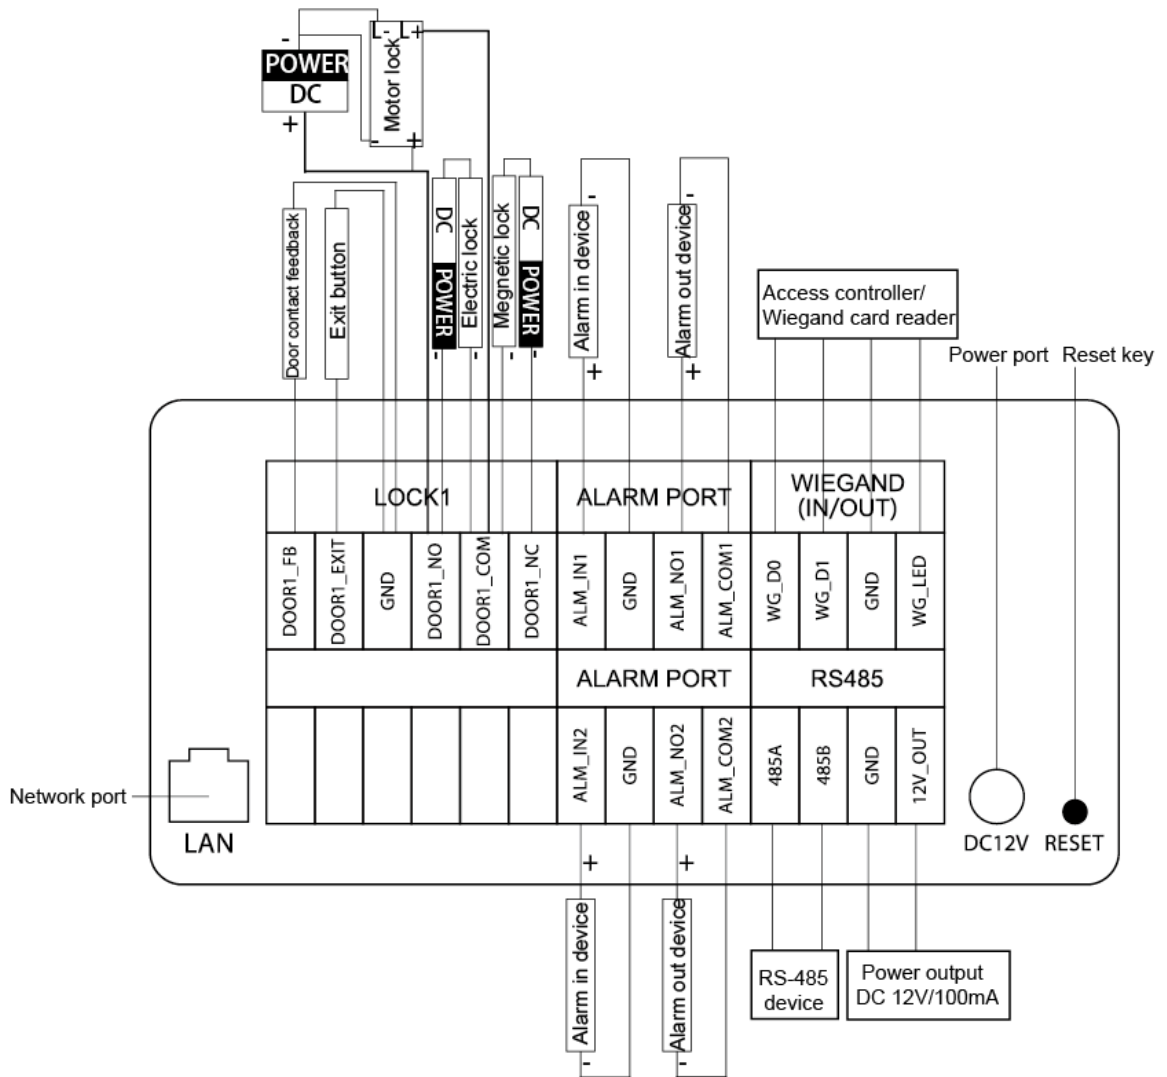 L- L+
-
POWER
DC
Motor lock
+
-
+
Door contact feedback
Exit button
DC
POWER
-
Electric lock
-
Megnetic lock
-
DC
POWER
-
-
Alarm in device
+
-
Alarm out device
+
Access controller/
Wiegand card reader
Power port
Reset key
LOCK1
ALARM PORT
WIEGAND
(IN/OUT)
DOOR1_FB
DOOR1_EXIT
GND
DOOR1_NO
DOOR1_COM
DOOR1_NC
ALM_IN1
GND
ALM_NO1
ALM_COM1
WG_D0
WG_D1
GND
WG_LED
ALARM PORT
RS485
ALM_IN2
GND
ALM_NO2
ALM_COM2
485A
485B
GND
12V_OUT
Network port
LAN
DC12V
RESET
+
Alarm in device
-
+
Alarm out device
-
RS-485
device
Power output
DC 12V/100mA